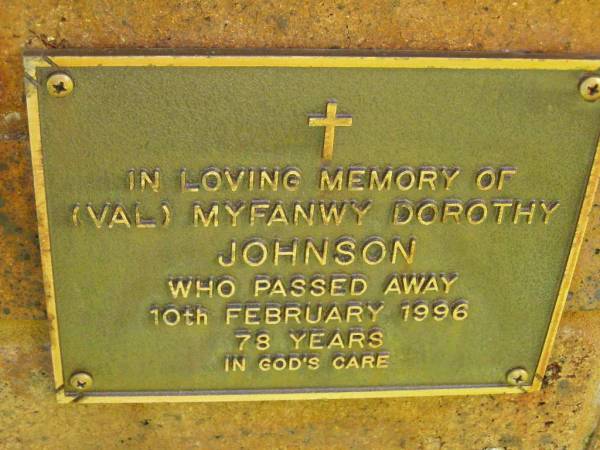 IN LOVING MEMORY OF
(VAL) MYFANWY DOROTHY
JOHNSON
WHO PASSED AWAY
10th FEBRUARY 1996
78 YEARS
IN GOD'S CARE